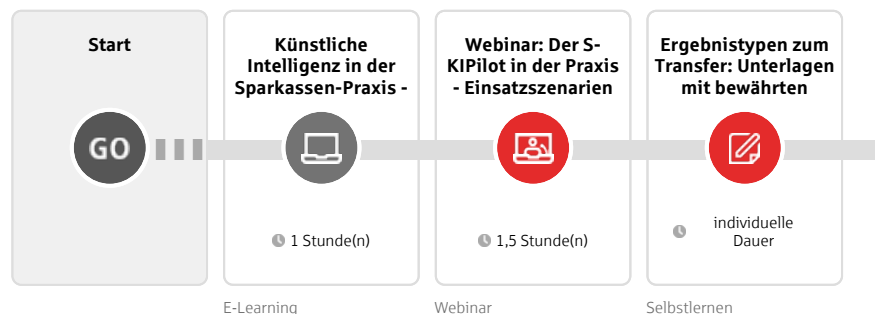 Start
GO
Künstliche
Intelligenz in der
Sparkassen-Praxis -
1 Stunde(n)
E-Learning
Webinar: Der S-
KIPilot in der Praxis
- Einsatzszenarien
1,5 Stunde(n)
Webinar
Ergebnistypen zum
Transfer: Unterlagen
mit bewährten
individuelle
Dauer
Selbstlernen